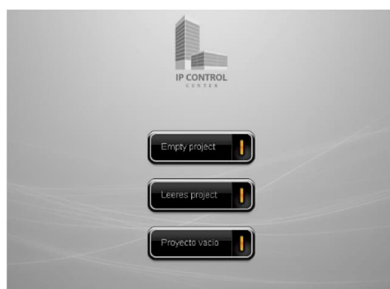 IP CONTROL
CENTER
Empty project
Leeres project
Proyecto vacio